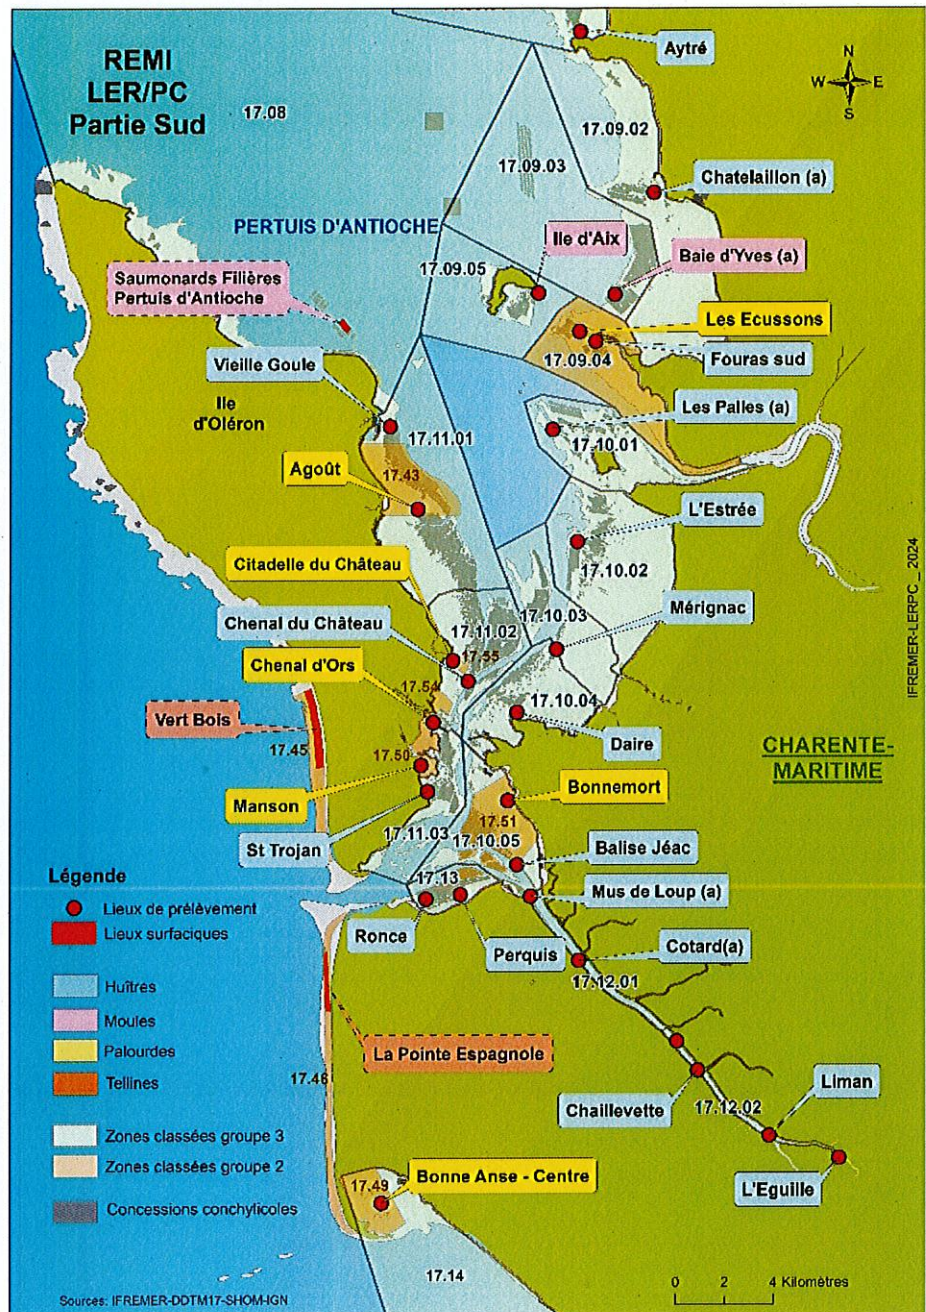 REMI
LER/PC
Partie Sud
Aytré
N
W E
S
17.08
17.09.02
17.09.03
Chatelaillon (a)
PERTUIS D'ANTIOCHE
Ile d'Aix
17.09.05
Baie d'Yves (a)
Saumonards Filières
Pertuis d'Antioche
Les Ecussons
17.09.04
Fouras sud
Vieille Goule
Ile
d'Oléron
Les Palles (a)
17.11.01
17.10.01
Agoût
17.43
L'Estrée
Citadelle du Château
17.10.02
IFREMER-LERPC_ 2024
Chenal du Château
17.11.02
17.10.03
Mérignac
17.55
Chenal d'Ors
17.54
17.10.04
Vert Bois
Daire
17.45
CHARENTE-
MARITIME
17.50
Manson
Bonnemort
17.51
St Trojan
17.11.03
17.10.05
Balise Jéac
17.13
Mus de Loup (a)
Ronce
Perquis
Cotard(a)
17.12.01
La Pointe Espagnole
17.46
Chaillevette
17.12.02
Liman
L'Eguille
17.49
Bonne Anse - Centre
17.14
Légende
Lieux de prélèvement
Lieux surfaciques
Huîtres
Moules
Palourdes
Tellines
Zones classées groupe 3
Zones classées groupe 2
Concessions conchylicoles
0 2 4 Kilomètres
Sources: IFREMER-DDTM17-SHOM-IGN